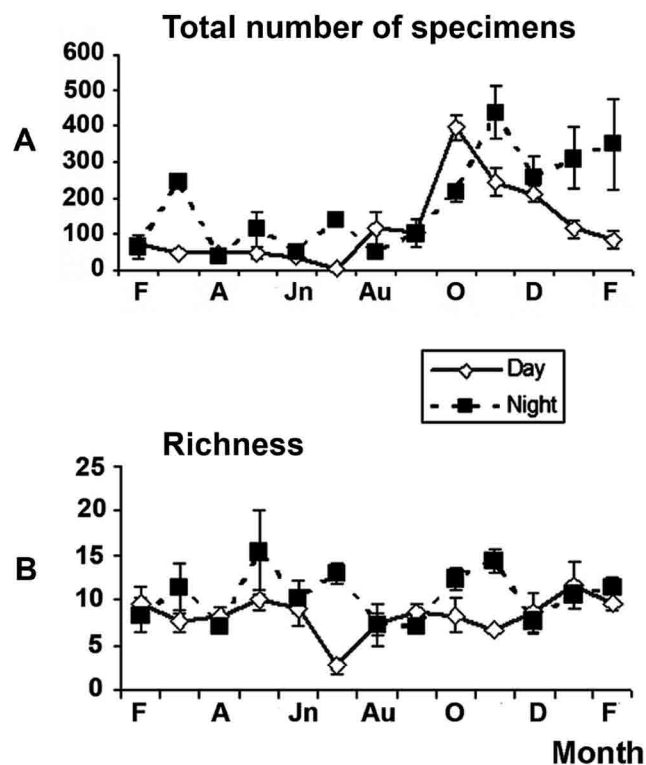 Total number of specimens
A
600
500
400
300
200
100
0
F A Jn Au O D F
Day
Night
Richness
B
25
20
15
10
5
0
F A Jn Au O D F
Month